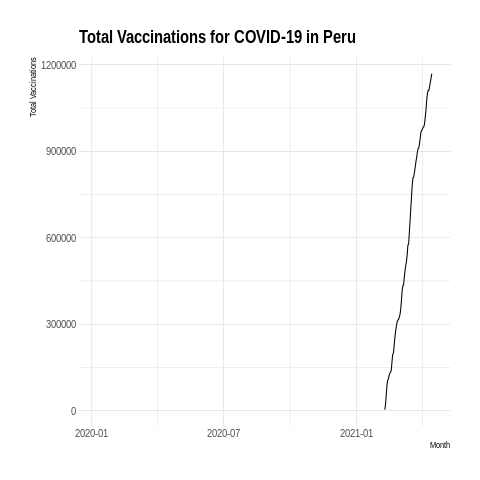 Total Vaccinations for COVID-19 in Peru
Total Vaccinations
1200000
900000
600000
300000
0
2020-01 2020-07 2021-01
Month